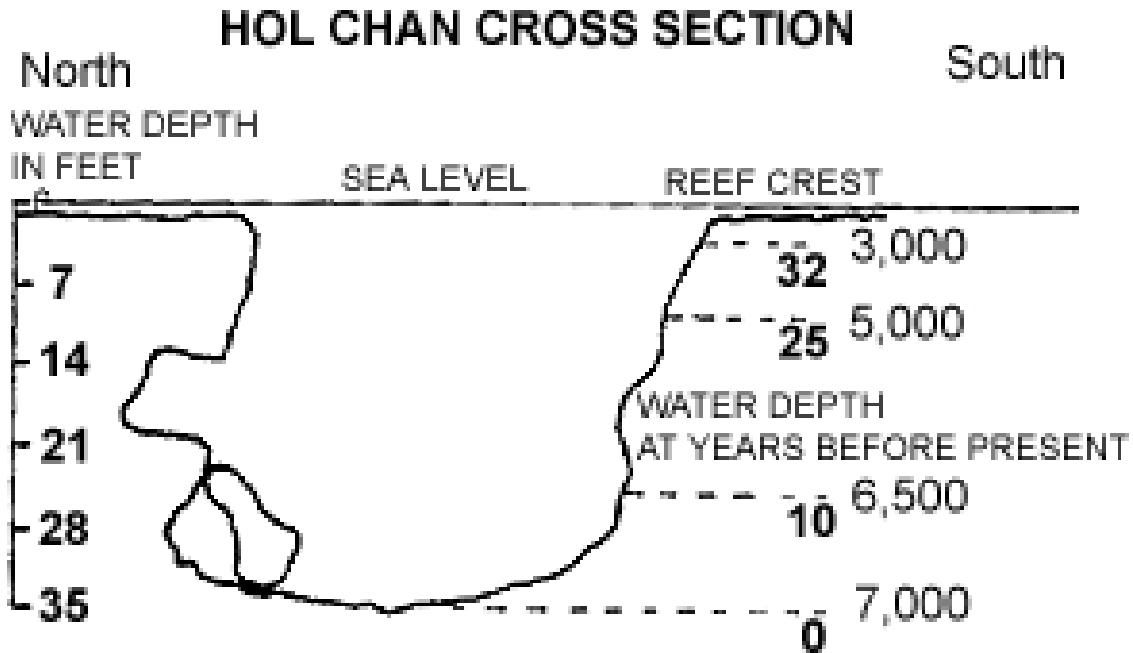 HOL CHAN CROSS SECTION
North
South
WATER DEPTH
IN FEET
SEA LEVEL
REEF CREST
3,000
32
7
5,000
25
14
WATER DEPTH
AT YEARS BEFORE PRESENT
21
6,500
10
28
35
7,000
0